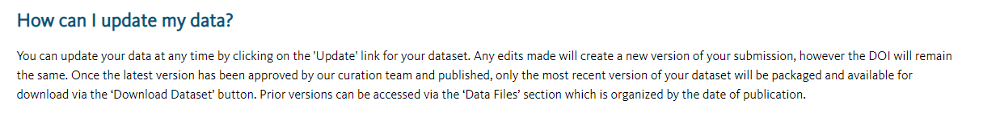 How can I update my data?
You can update your data at any time by clicking on the 'Update' link for your dataset. Any edits made will create a new version of your submission, however the DOI will remain
the same. Once the latest version has been approved by our curation team and published, only the most recent version of your dataset will be packaged and available for
download via the ‘Download Dataset’ button. Prior versions can be accessed via the ‘Data Files’ section which is organized by the date of publication.